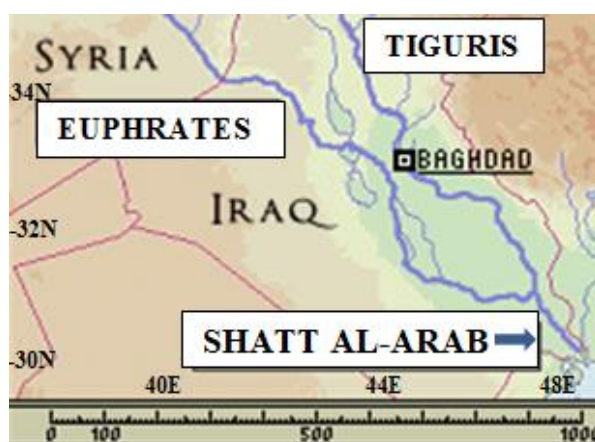 SYRIA
TIGURIS
34N
EUPHRATES
BAGHDAD
IRAQ
-32N
SHATT AL-ARAB
-30N
40E 44E 48E
0 100 500 1000